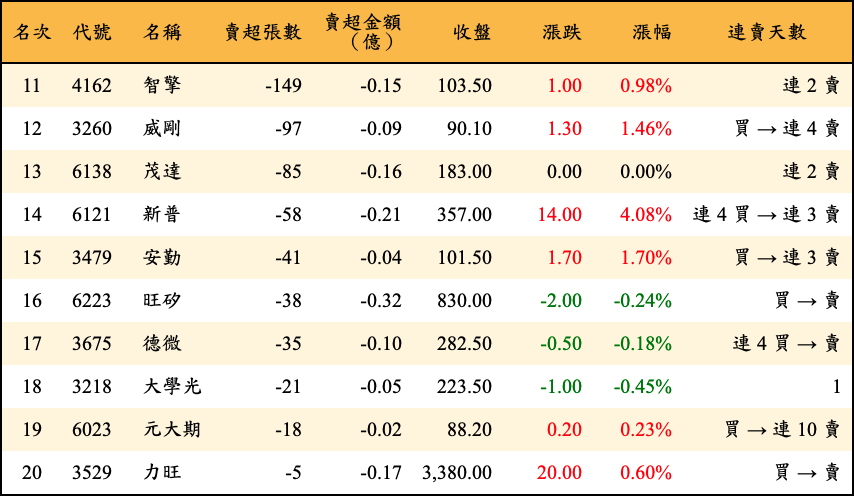 名次 代號 名稱 賣超張數 賣超金額（億） 收盤 漲跌 漲幅 連賣天數
11 4162 智擎 -149 -0.15 103.50 1.00 0.98% 連 2 賣
12 3260 威剛 -97 -0.09 90.10 1.30 1.46% 買 → 連 4 賣
13 6138 茂達 -85 -0.16 183.00 0.00 0.00% 連 2 賣
14 6121 新普 -58 -0.21 357.00 14.00 4.08% 連 4 買 → 連 3 賣
15 3479 安勤 -41 -0.04 101.50 1.70 1.70% 買 → 連 3 賣
16 6223 旺矽 -38 -0.32 830.00 -2.00 -0.24% 買 → 賣
17 3675 德微 -35 -0.10 282.50 -0.50 -0.18% 連 4 買 → 賣
18 3218 大學光 -21 -0.05 223.50 -1.00 -0.45% 1
19 6023 元大期 -18 -0.02 88.20 0.20 0.23% 買 → 連 10 賣
20 3529 力旺 -5 -0.17 3,380.00 20.00 0.60% 買 → 賣